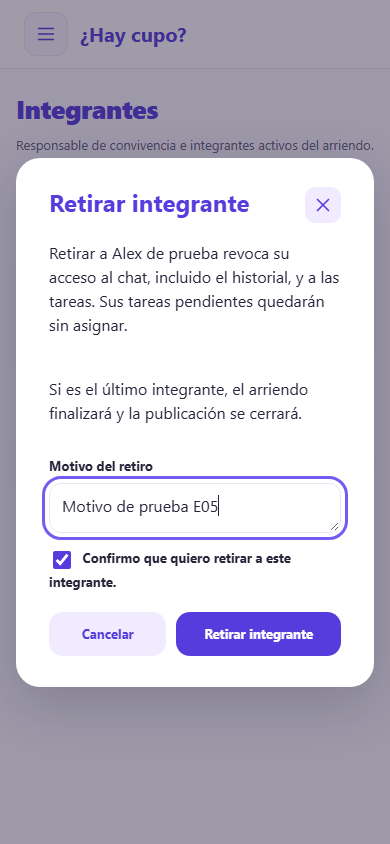 ¿Hay cupo?
Integrantes
Responsable de convivencia e integrantes activos del arriendo.
Retirar integrante
Retirar a Alex de prueba revoca su
acceso al chat, incluido el historial, y a las
tareas. Sus tareas pendientes quedarán
sin asignar.
Si es el último integrante, el arriendo
finalizará y la publicación se cerrará.
Motivo del retiro
Motivo de prueba E05
Confirmo que quiero retirar a este
integrante.
Cancelar
Retirar integrante